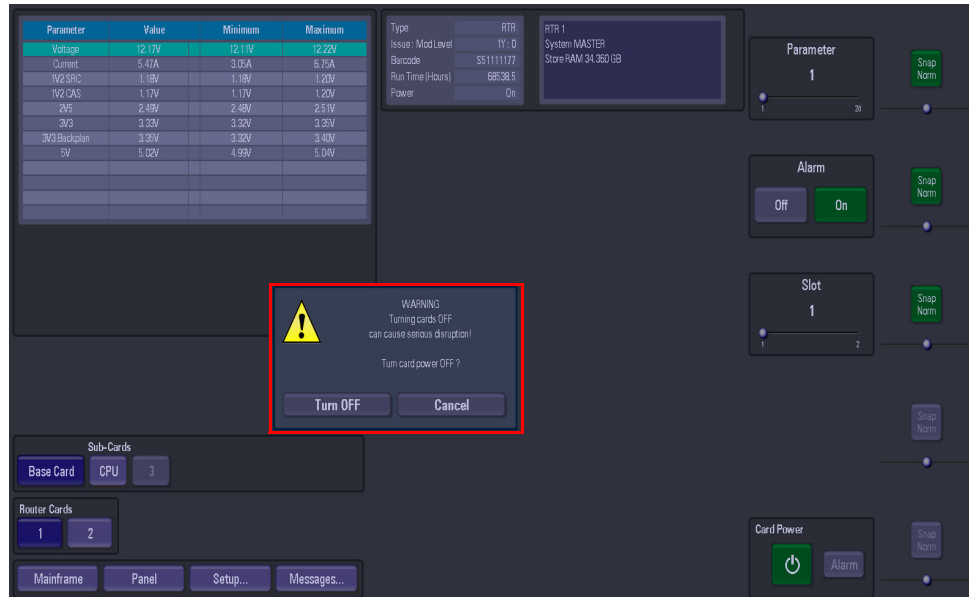 Parameter Value Minimum Maximum
Voltage 12.17V 12.11V 12.22V
Current 5.47A 3.05A 6.75A
1V2 SRC 1.18V 1.18V 1.20V
1V2 CAS 1.17V 1.17V 1.20V
2V5 2.49V 2.48V 2.51V
3V3 3.33V 3.32V 3.35V
3V3 Backplan 3.35V 3.32V 3.40V
5V 5.02V 4.99V 5.04V
Type RTR
Issue : Mod Level 1Y : 0
Barcode S51111177
Run Time (Hours) 68538.5
Power On
RTR 1
System MASTER
Store RAM 34.360 GB
Parameter
1
1 20
Snap
Norm
Alarm
Off On
Snap
Norm
Slot
1
1 2
Snap
Norm
WARNING
Turning cards OFF
can cause serious disruption!
Turn card power OFF ?
Turn OFF Cancel
Snap
Norm
Sub-Cards
Base Card CPU 3
Router Cards
1 2
Mainframe Panel Setup... Messages...
Card Power
Alarm
Snap
Norm